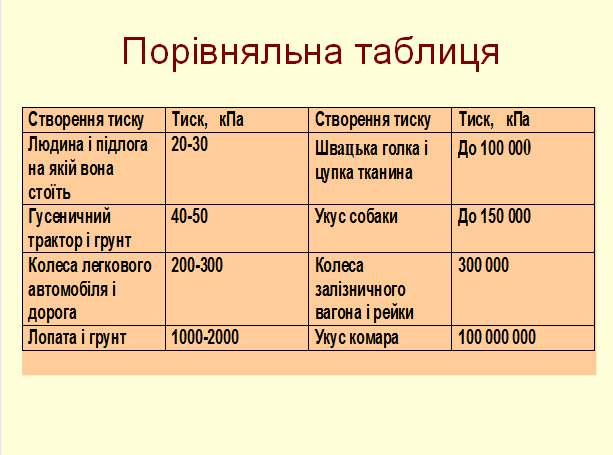 Порівняльна таблиця
Створення тиску Тиск, кПа Створення тиску Тиск, кПа
Людина і підлога
на якій вона
стоїть
20-30
Швацька голка і
цупка тканина
До 100 000
Гусеничний
трактор і грунт
40-50
Укус собаки
До 150 000
Колеса легкового
автомобіля і
дорога
200-300
Колеса
залізничного
вагона і рейки
300 000
Лопата і грунт
1000-2000
Укус комара
100 000 000